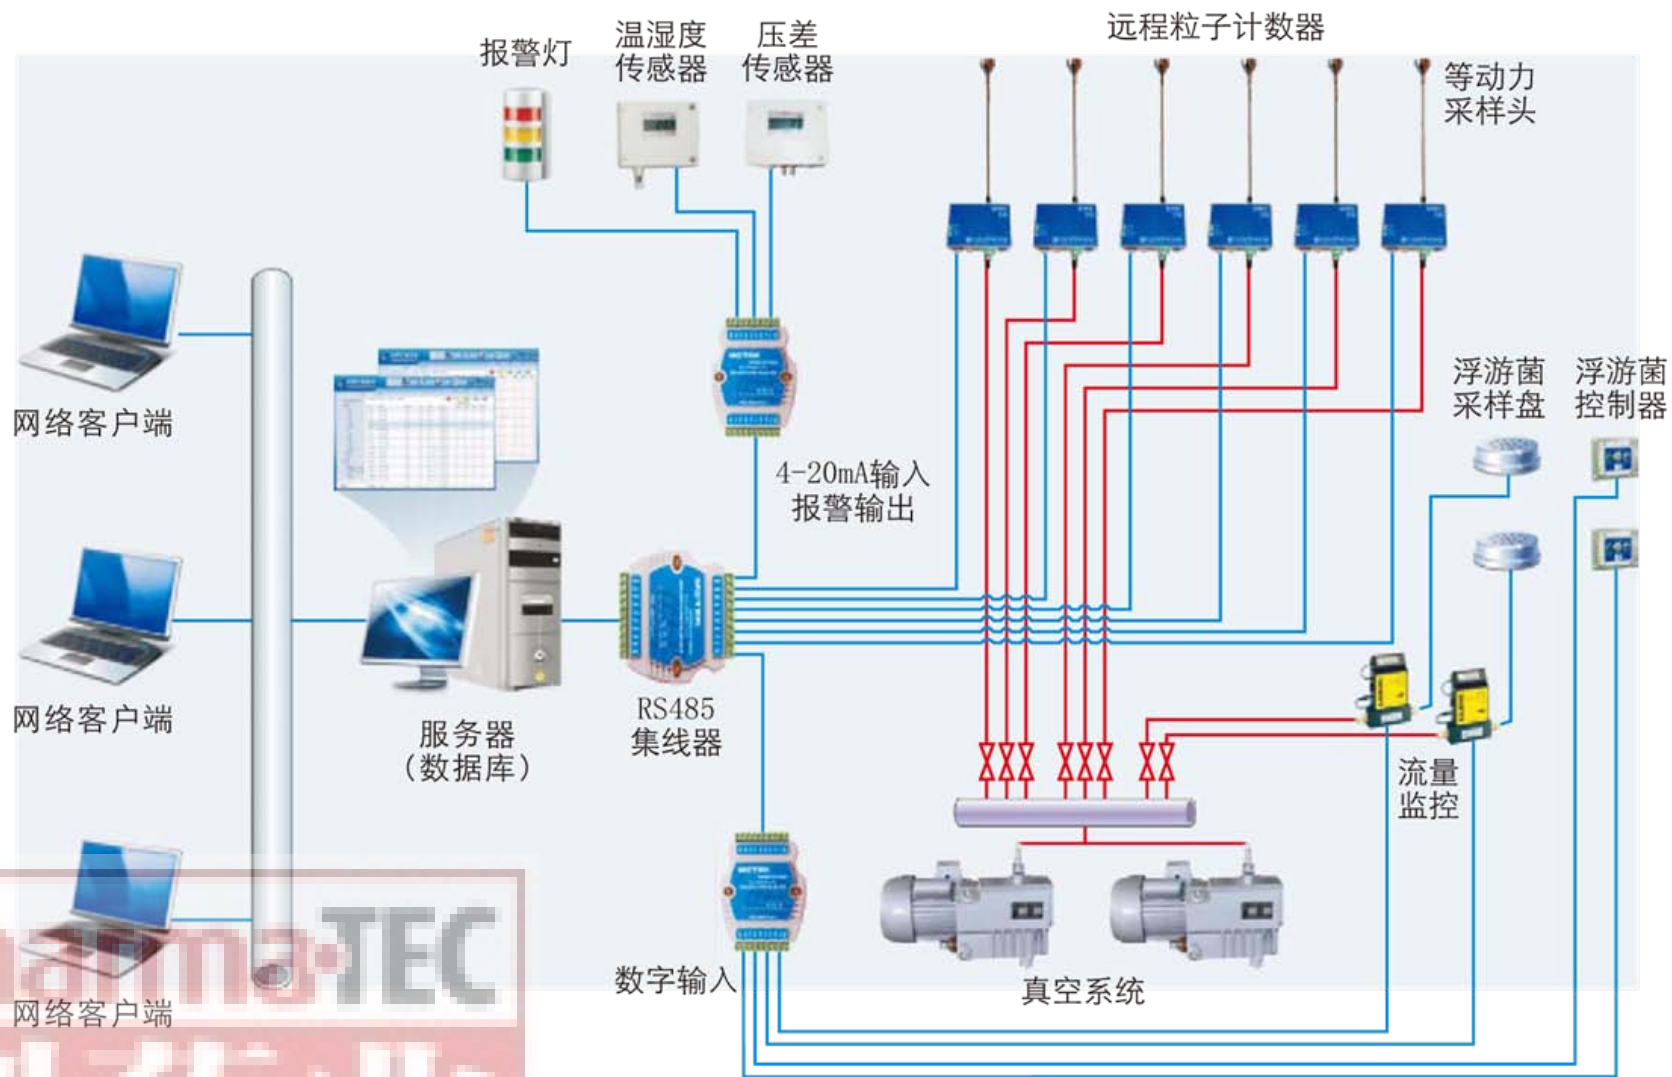 远程粒子计数器
报警灯
温湿度
传感器
压差
传感器
等动力
采样头
网络客户端
浮游菌
采样盘
浮游菌
控制器
4-20mA输入
报警输出
网络客户端
服务器
（数据库）
RS485
集线器
流量
监控
数字输入
真空系统
网络客户端
TEC